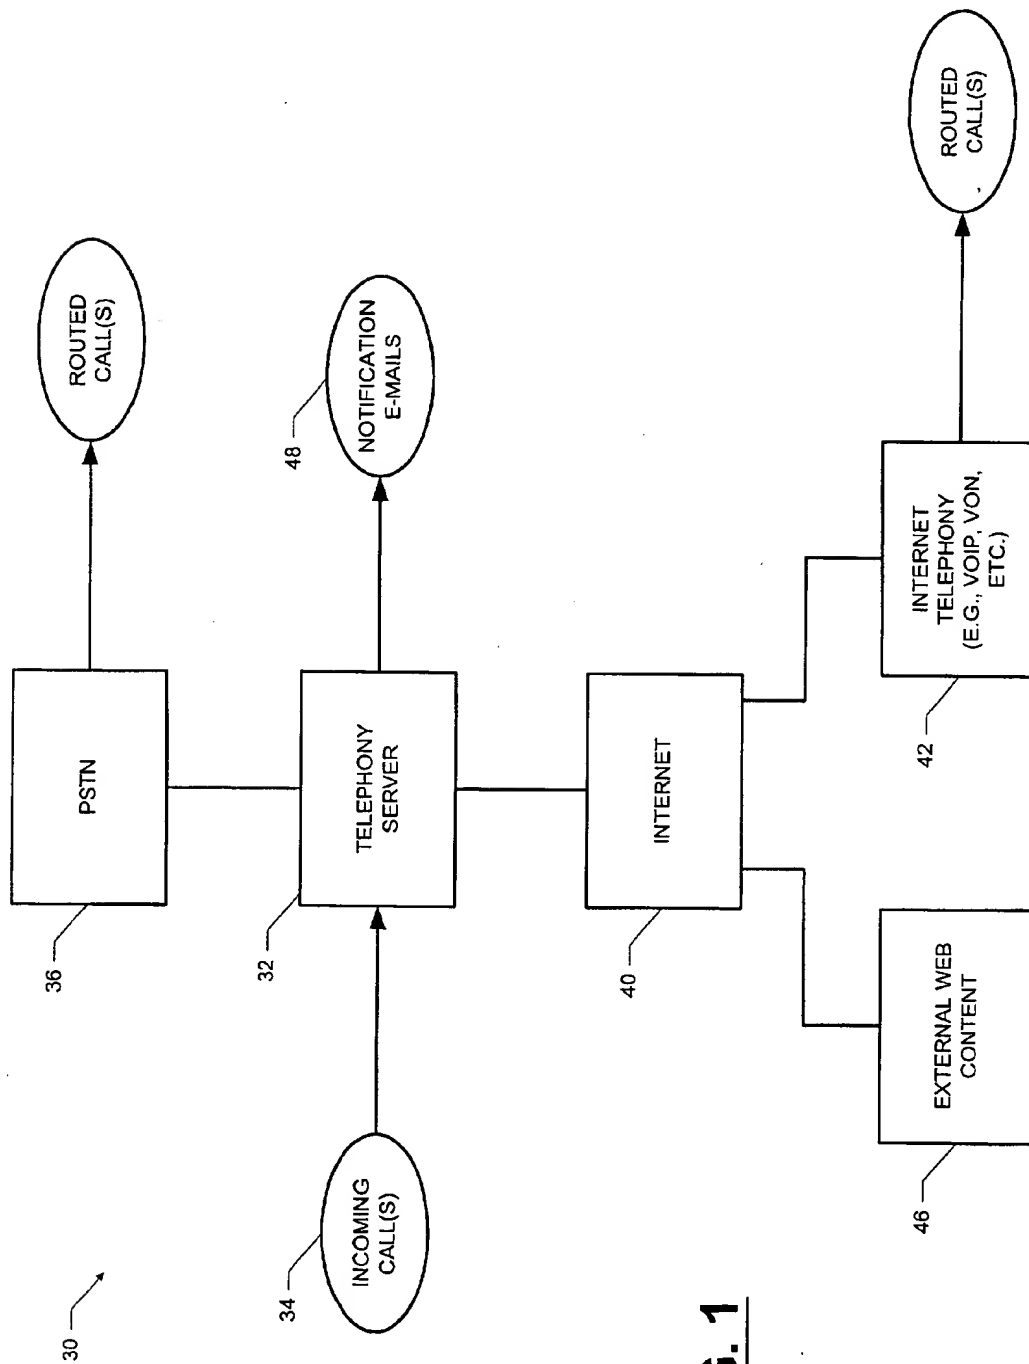 30
36
PSTN
ROUTED
CALL(S)
34
INCOMING
CALL(S)
32
TELEPHONY
SERVER
48
NOTIFICATION
E-MAILS
40
INTERNET
46
EXTERNAL WEB
CONTENT
42
INTERNET
TELEPHONY
(E.G., VOIP, VON,
ETC.)
ROUTED
CALL(S)
G. 1